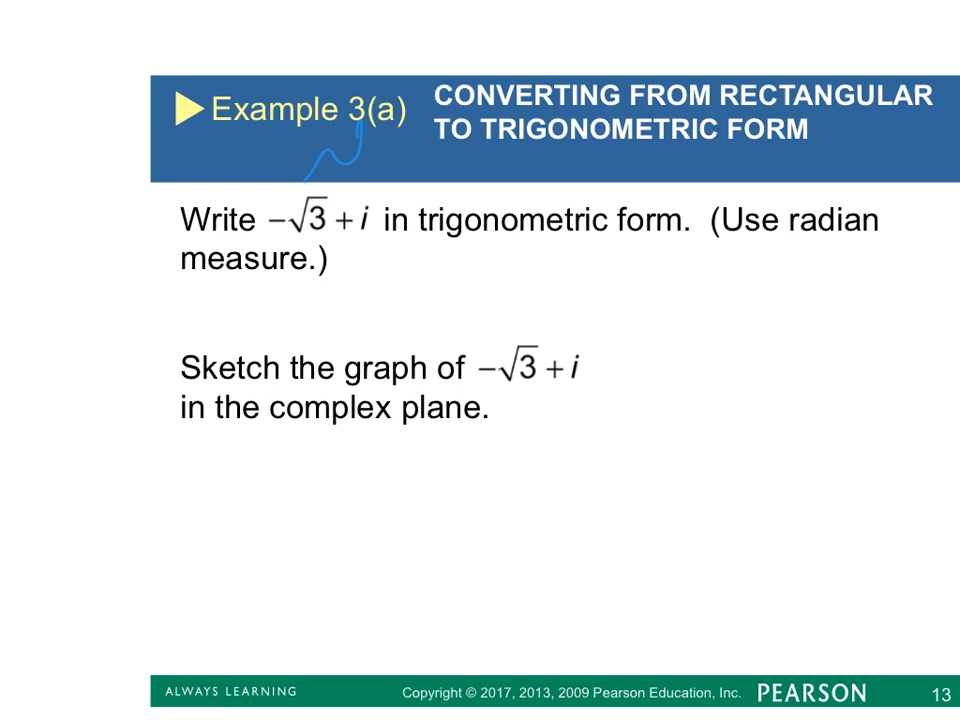 Example 3(a)
CONVERTING FROM RECTANGULAR
TO TRIGONOMETRIC FORM
Write −√3 + i in trigonometric form. (Use radian
measure.)
Sketch the graph of −√3 + i
in the complex plane.
ALWAYS LEARNING
Copyright © 2017, 2013, 2009 Pearson Education, Inc.
PEARSON
13